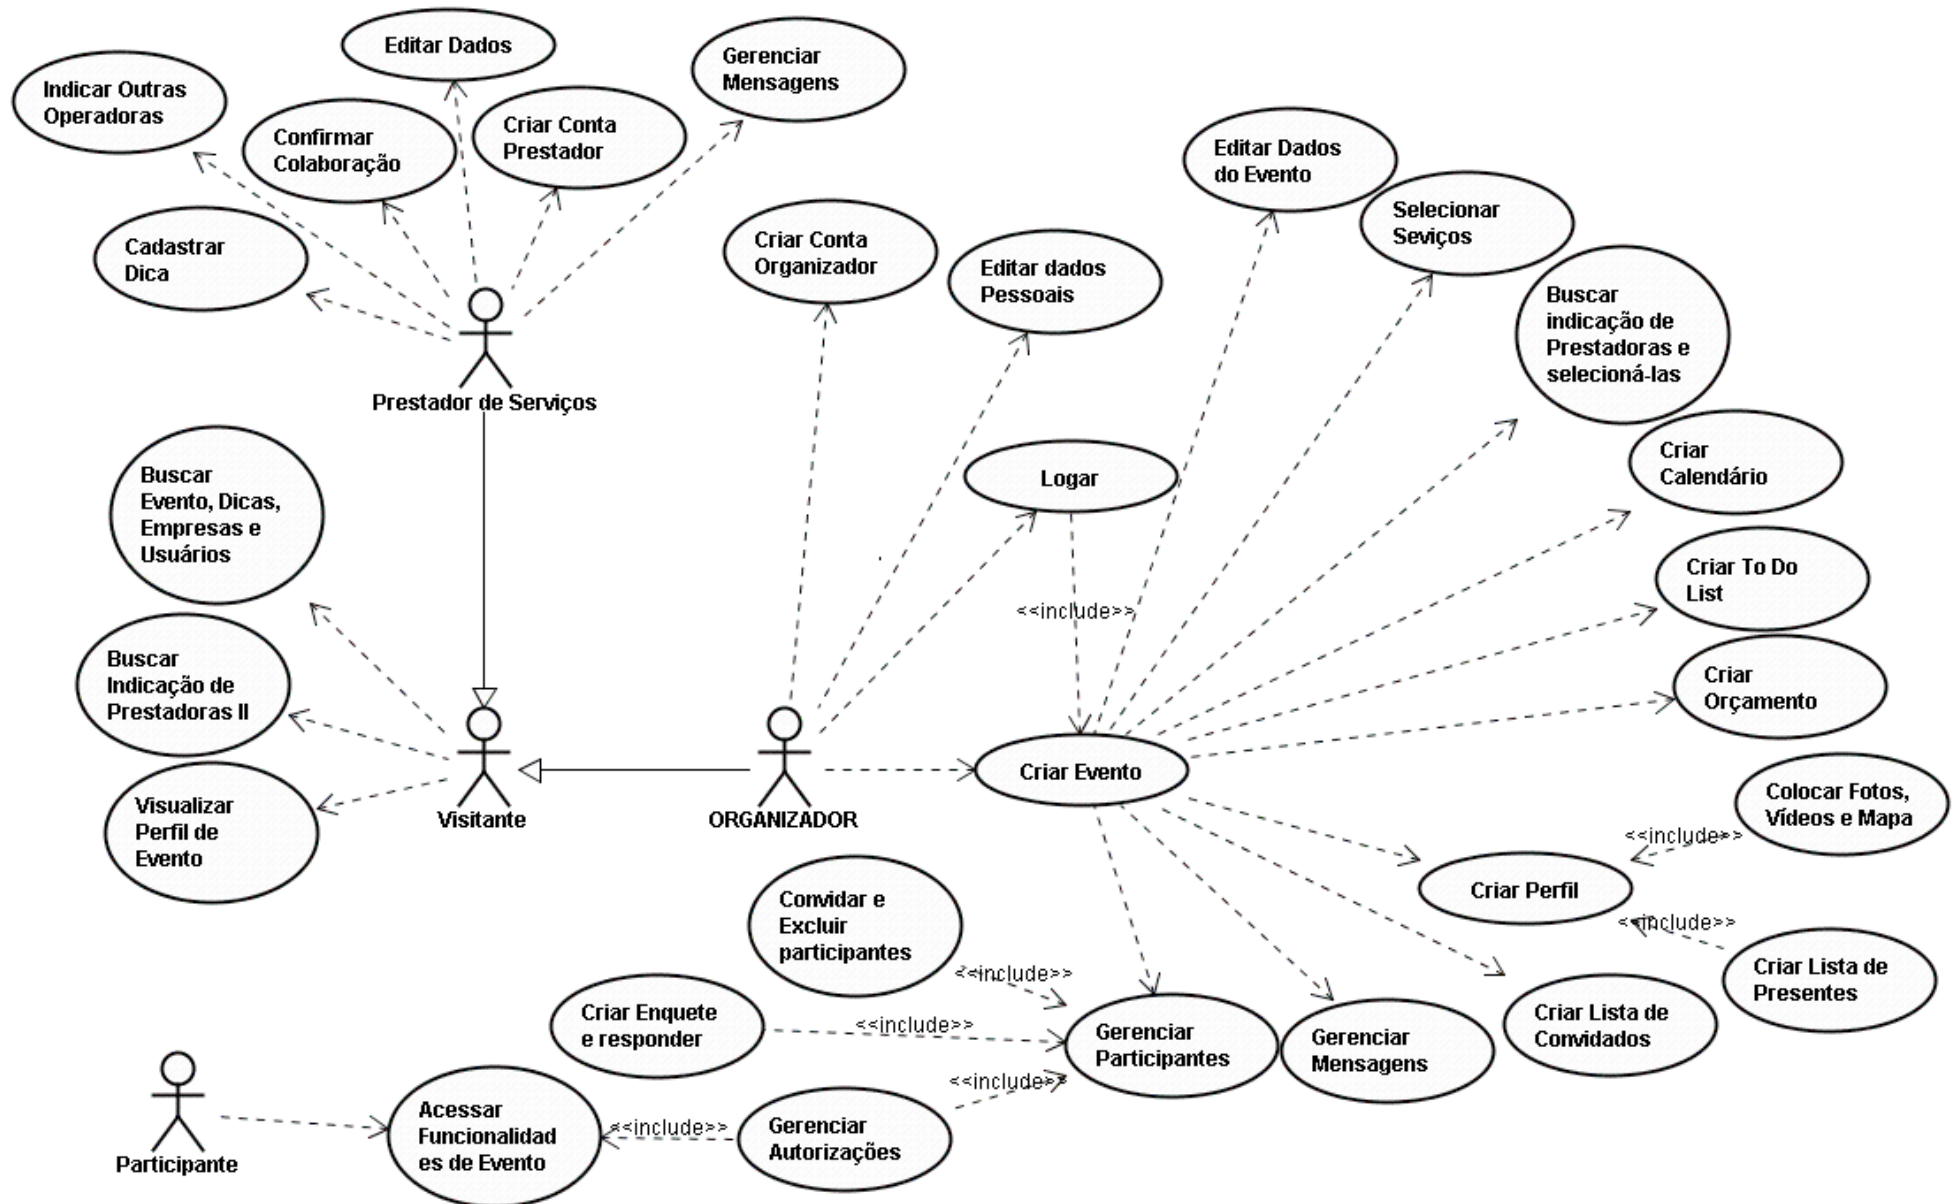 Editar Dados
Gerenciar
Mensagens
Indicar Outras
Operadoras
Confirmar
Colaboração
Criar Conta
Prestador
Cadastrar
Dica
Prestador de Serviços
Criar Conta
Organizador
Editar dados
Pessoais
Editar Dados
do Evento
Selecionar
Seviços
Buscar
indicação de
Prestadoras e
selecioná-las
Criar
Calendário
Criar To Do
List
Criar
Orçamento
Logar
<<include>>
Buscar
Evento, Dicas,
Empresas e
Usuários
Buscar
Indicação de
Prestadoras II
Visualizar
Perfil de
Evento
Visitante
ORGANIZADOR
Criar Evento
Colocar Fotos,
Vídeos e Mapa
<<include>>
Criar Perfil
<<include>>
Criar Lista de
Presentes
Criar Lista de
Convidados
Gerenciar
Mensagens
Gerenciar
Participantes
Convidar e
Excluir
participantes
<<include>>
Criar Enquete
e responder
<<include>>
<<include>>
Gerenciar
Autorizações
<<include>>
Acessar
Funcionalidad
es de Evento
Participante